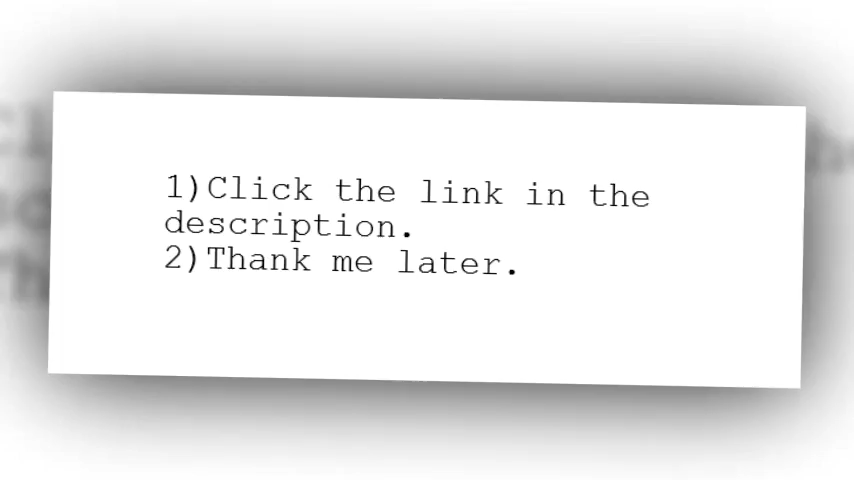 1)Click the link in the
description.
2)Thank me later.